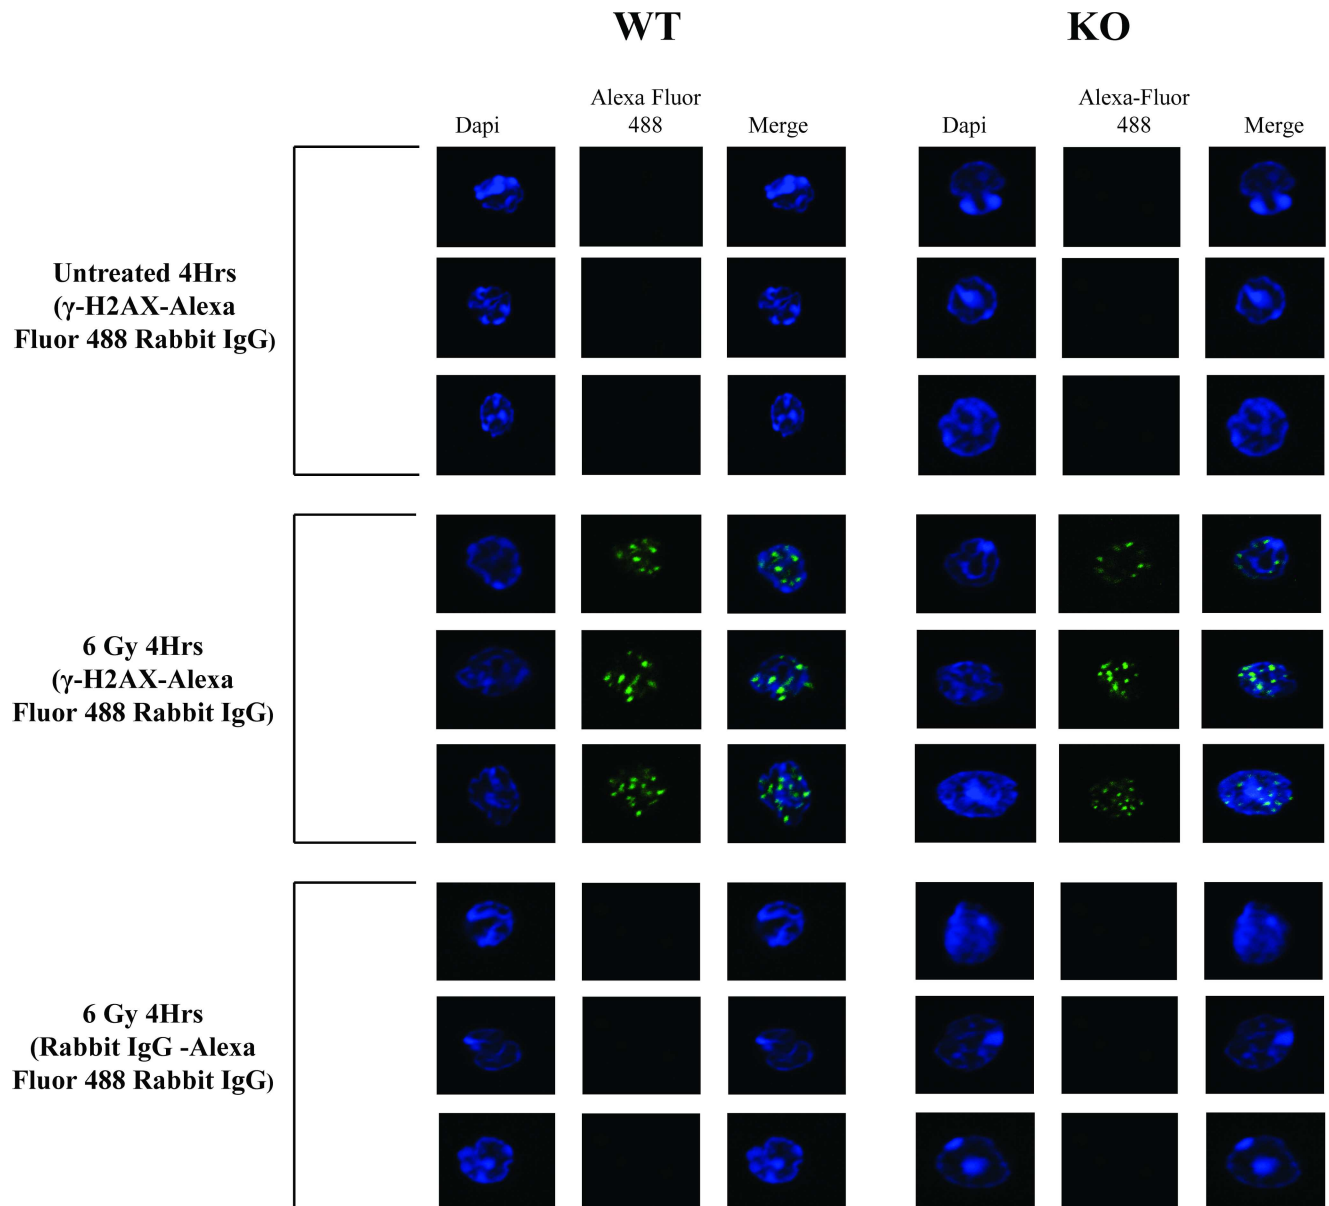 WT
KO
Dapi
Alexa Fluor
488
Merge
Dapi
Alexa-Fluor
488
Merge
Untreated 4Hrs
(γ-H2AX-Alexa
Fluor 488 Rabbit IgG)
6 Gy 4Hrs
(γ-H2AX-Alexa
Fluor 488 Rabbit IgG)
6 Gy 4Hrs
(Rabbit IgG -Alexa
Fluor 488 Rabbit IgG)